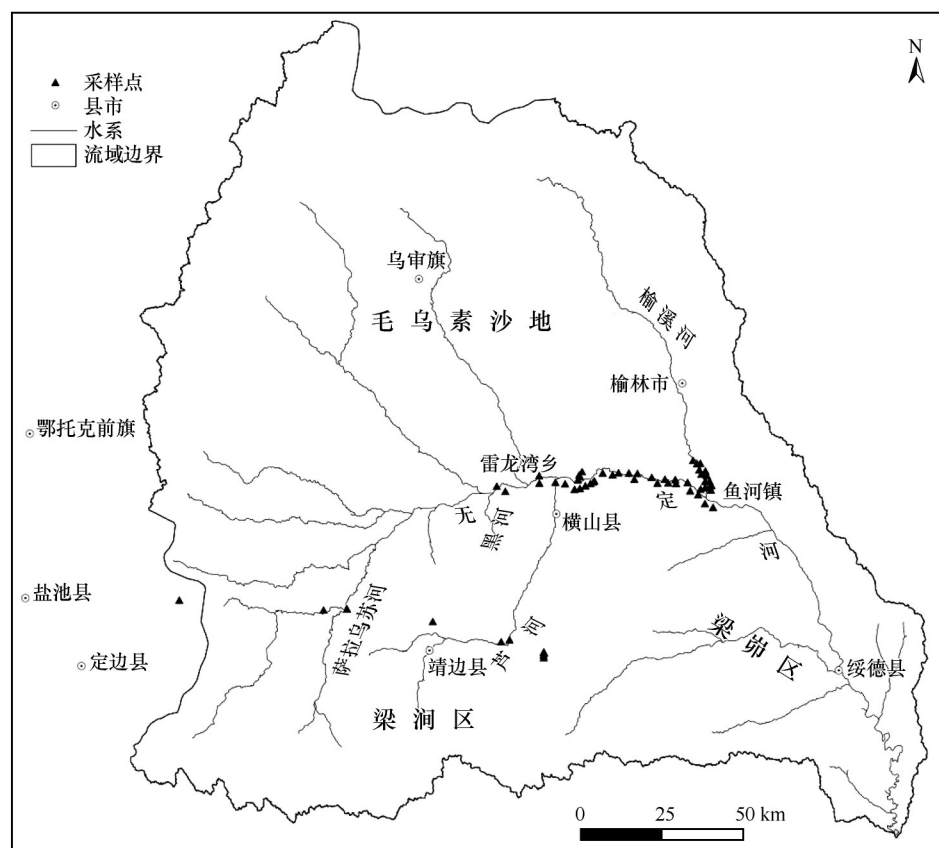 N
采样点
县市
水系
流域边界
乌审旗
毛乌素沙地
榆溪河
榆林市
鄂托克前旗
雷龙湾乡
鱼河镇
无
定
河
黑河
横山县
盐池县
萨拉乌苏河
芦河
定边县
靖边县
梁峁区
绥德县
梁涧区
0 25 50 km